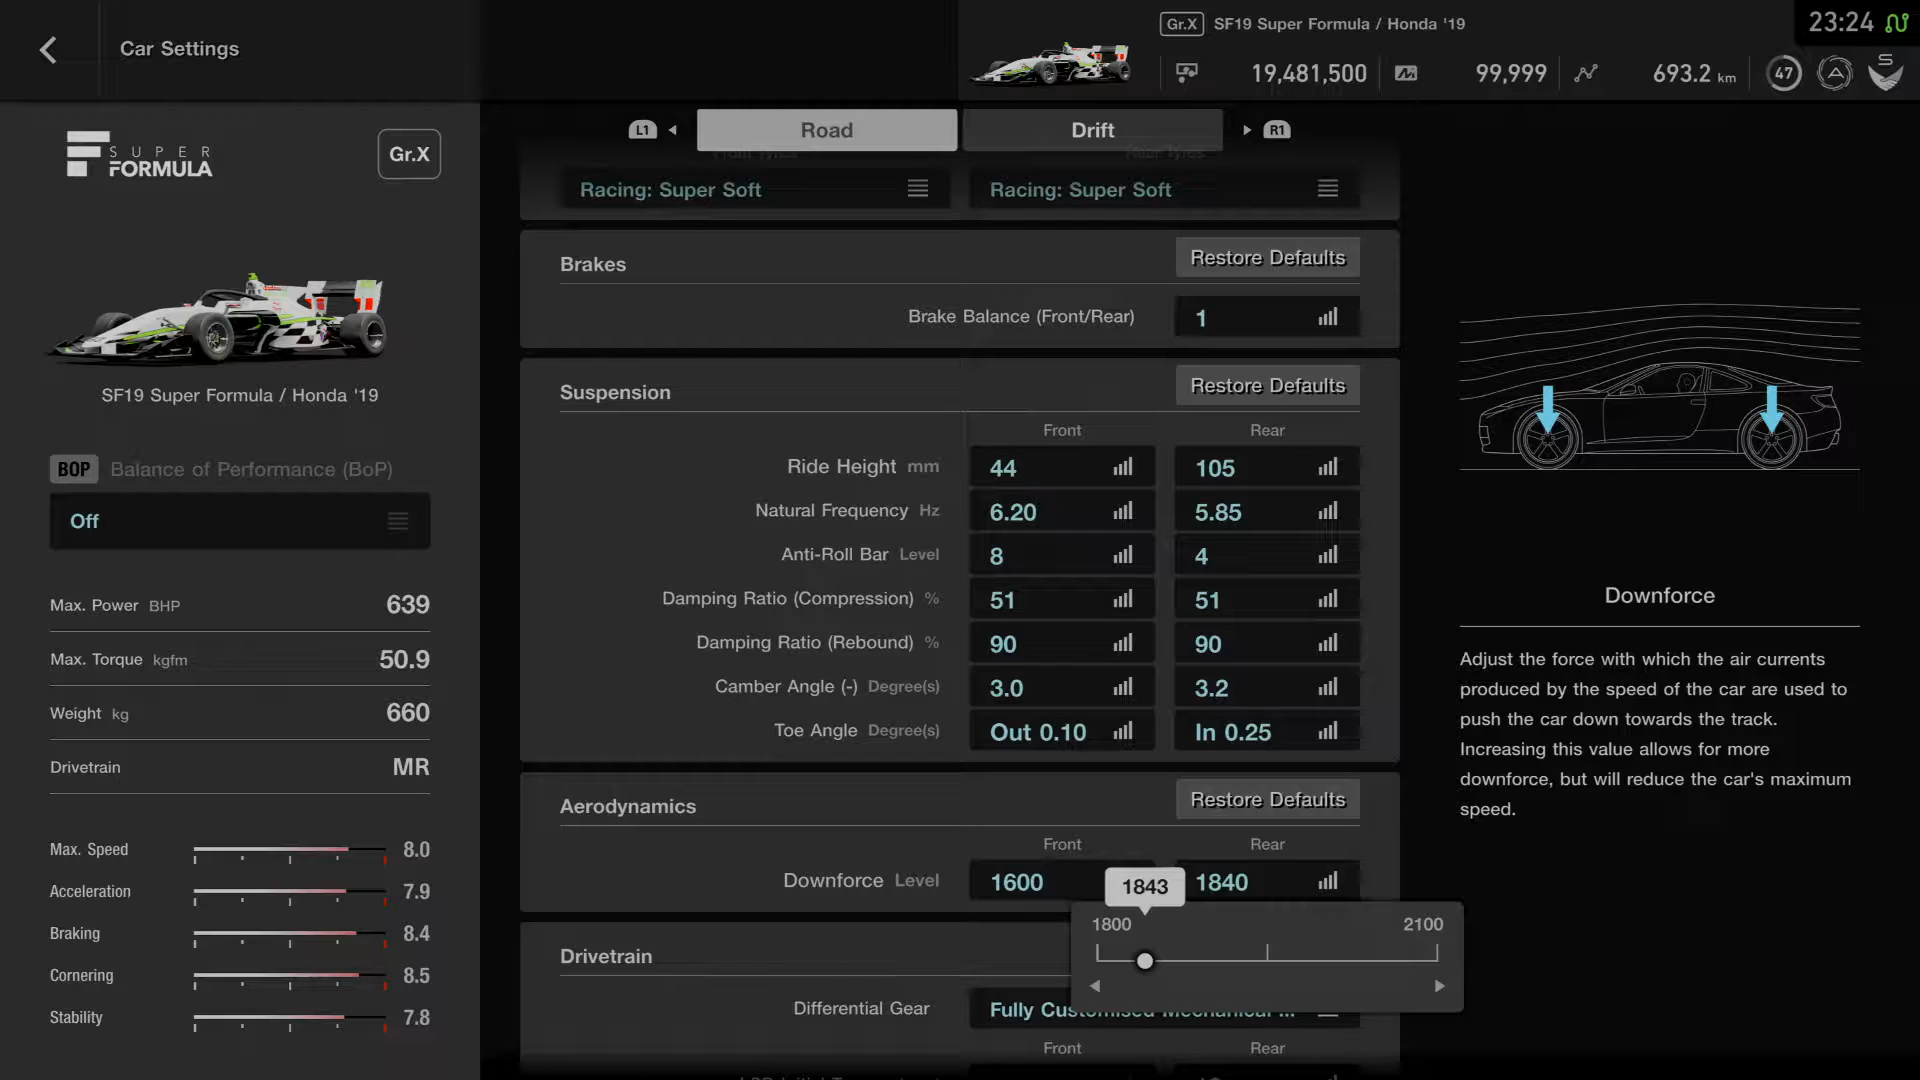 Car Settings
Gr.X SF19 Super Formula / Honda '19
23:24
19,481,500
99,999
693.2 km
47
S
SUPER
FORMULA
Gr.X
SF19 Super Formula / Honda '19
BOP Balance of Performance (BoP)
Off
Max. Power BHP 639
Max. Torque kgfm 50.9
Weight kg 660
Drivetrain MR
Max. Speed 8.0
Acceleration 7.9
Braking 8.4
Cornering 8.5
Stability 7.8
L1 Road Drift R1
Front Tyres Rear Tyres
Racing: Super Soft Racing: Super Soft
Brakes Restore Defaults
Brake Balance (Front/Rear) 1
Suspension Restore Defaults
Front Rear
Ride Height mm 44 105
Natural Frequency Hz 6.20 5.85
Anti-Roll Bar Level 8 4
Damping Ratio (Compression) % 51 51
Damping Ratio (Rebound) % 90 90
Camber Angle (-) Degree(s) 3.0 3.2
Toe Angle Degree(s) Out 0.10 In 0.25
Aerodynamics Restore Defaults
Front Rear
Downforce Level 1600 1840
1843
1800 2100
Drivetrain
Differential Gear Fully Customised Mechanical ...
Front Rear
Downforce
Adjust the force with which the air currents
produced by the speed of the car are used to
push the car down towards the track.
Increasing this value allows for more
downforce, but will reduce the car's maximum
speed.